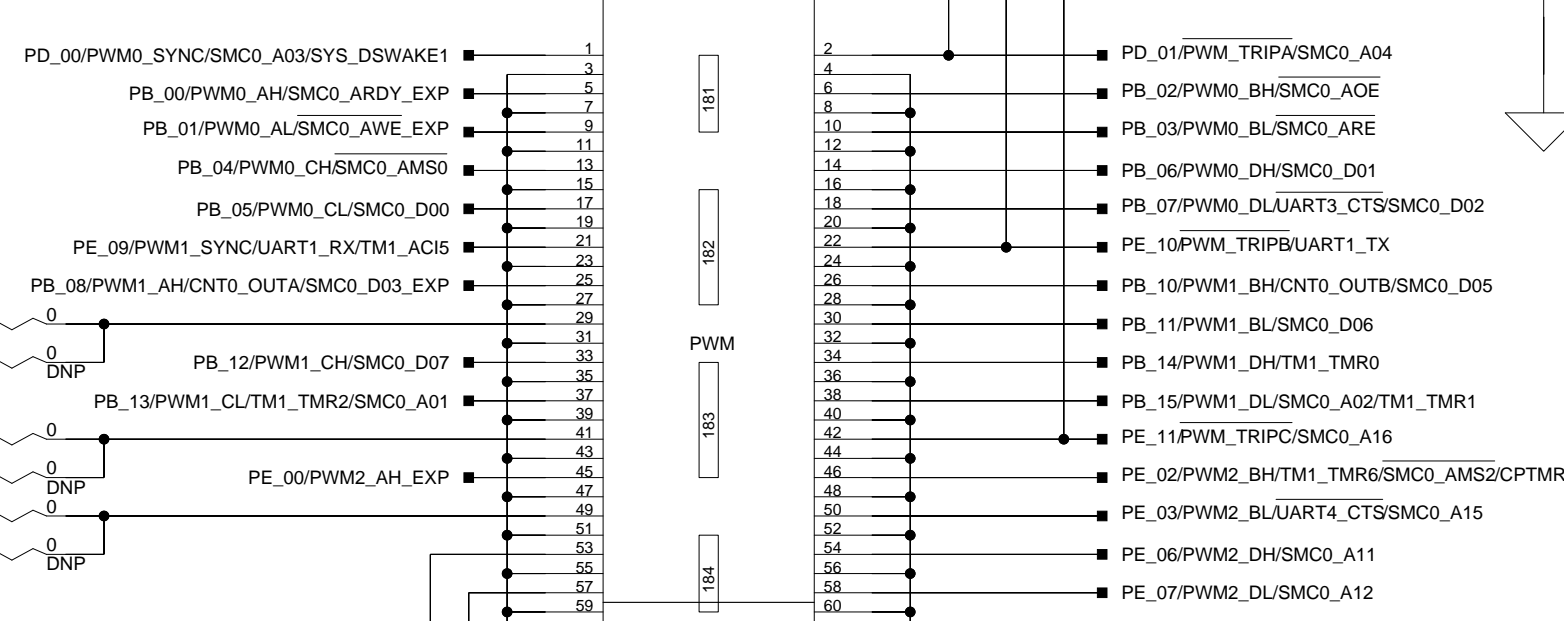 PD_00/PWM0_SYNC/SMC0_A03/SYS_DSWAKE1 1 2 PD_01/PWM_TRIPA/SMC0_A04
3 4
PB_00/PWM0_AH/SMC0_ARDY_EXP 5 6 PB_02/PWM0_BH/SMC0_AOE
181
7 8
PB_01/PWM0_AL/SMC0_AWE_EXP 9 10 PB_03/PWM0_BL/SMC0_ARE
11 12
PB_04/PWM0_CH/SMC0_AMS0 13 14 PB_06/PWM0_DH/SMC0_D01
15 16
PB_05/PWM0_CL/SMC0_D00 17 18 PB_07/PWM0_DL/UART3_CTS/SMC0_D02
19 20
PE_09/PWM1_SYNC/UART1_RX/TM1_ACI5 21 22 PE_10/PWM_TRIPB/UART1_TX
182
23 24
PB_08/PWM1_AH/CNT0_OUTA/SMC0_D03_EXP 25 26 PB_10/PWM1_BH/CNT0_OUTB/SMC0_D05
27 28
0 29 30 PB_11/PWM1_BL/SMC0_D06
31 PWM 32
0 PB_12/PWM1_CH/SMC0_D07 33 34 PB_14/PWM1_DH/TM1_TMR0
DNP
35 36
PB_13/PWM1_CL/TM1_TMR2/SMC0_A01 37 38 PB_15/PWM1_DL/SMC0_A02/TM1_TMR1
39 40
183
0 41 42 PE_11/PWM_TRIPC/SMC0_A16
43 44
0 PE_00/PWM2_AH_EXP 45 46 PE_02/PWM2_BH/TM1_TMR6/SMC0_AMS2/CPTMR
DNP
47 48
0 49 50 PE_03/PWM2_BL/UART4_CTS/SMC0_A15
51 52
0 53 54 PE_06/PWM2_DH/SMC0_A11
DNP
55 56
184
57 58 PE_07/PWM2_DL/SMC0_A12
59 60